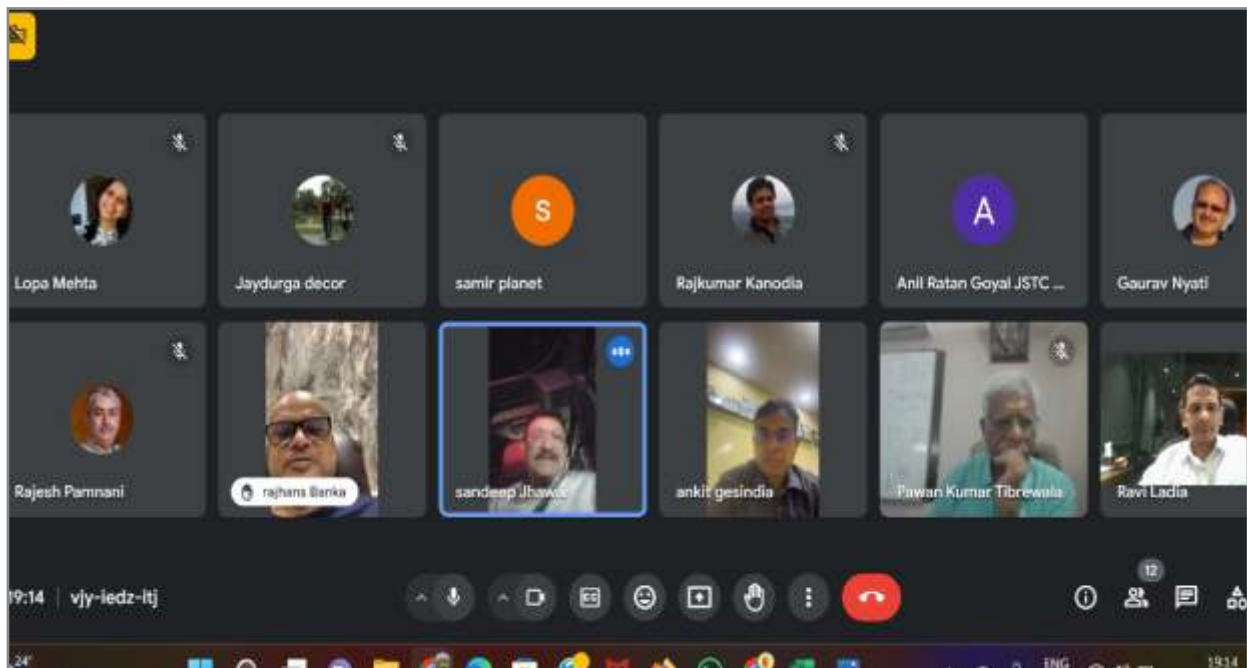 S
A
Lopa Mehta
Jaydurga decor
samir planet
Rajkumar Kanodia
Anil Ratan Goyal JSTC ...
Gaurav Nyati
Rajesh Pamnani
rajhans Banka
sandeep Jhawar
ankit gesindia
Pawan Kumar Tibrewala
Ravi Ladia
19:14 | vjy-iedz-itj
CC
12
24°
ENG
19:14